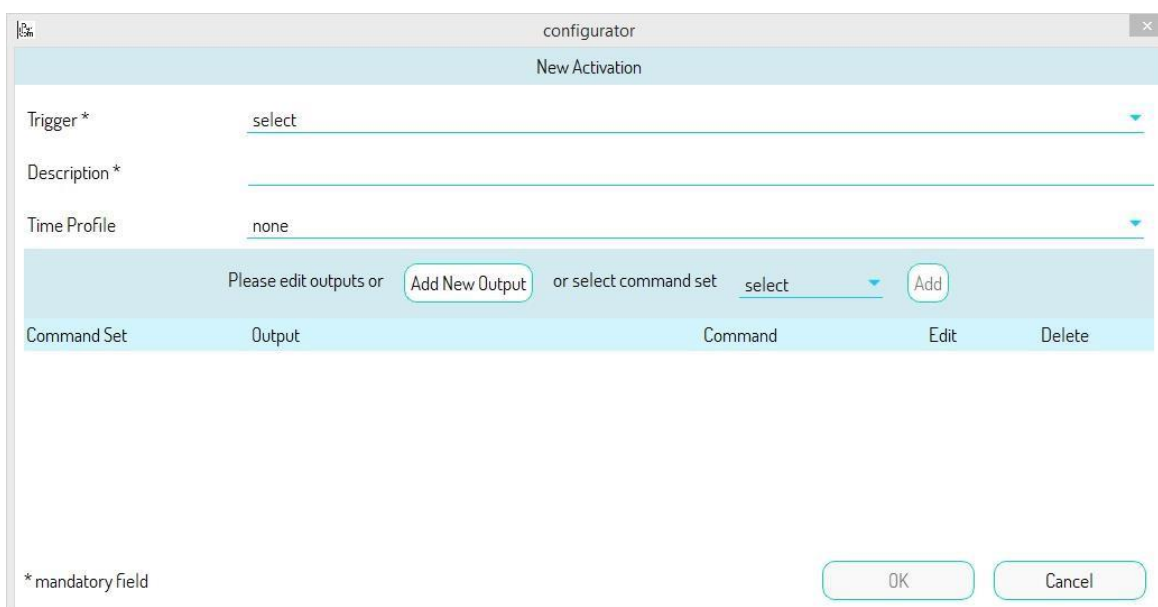 configurator
New Activation
Trigger * select
Description *
Time Profile none
Please edit outputs or Add New Output or select command set select Add
Command Set Output Command Edit Delete
* mandatory field OK Cancel